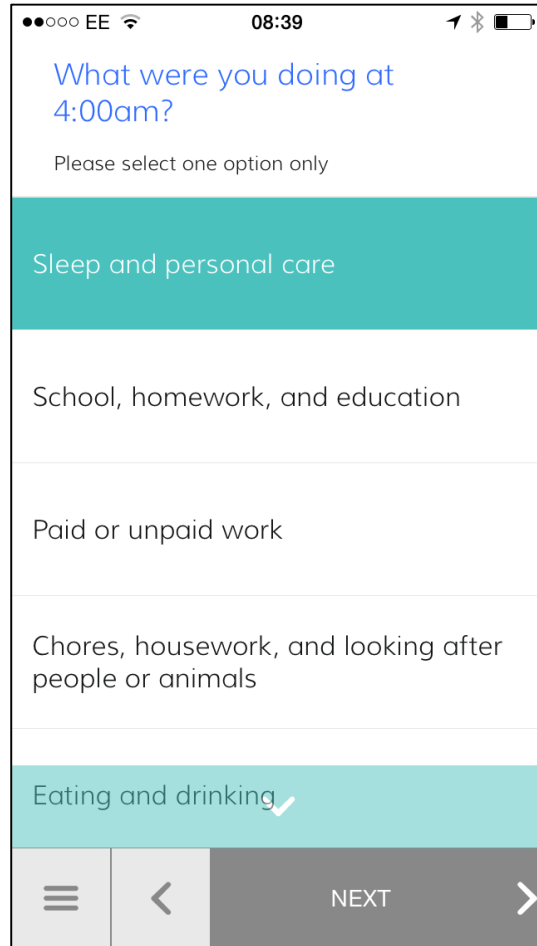 EE 08:39
What were you doing at
4:00am?
Please select one option only
Sleep and personal care
School, homework, and education
Paid or unpaid work
Chores, housework, and looking after
people or animals
Eating and drinking
NEXT